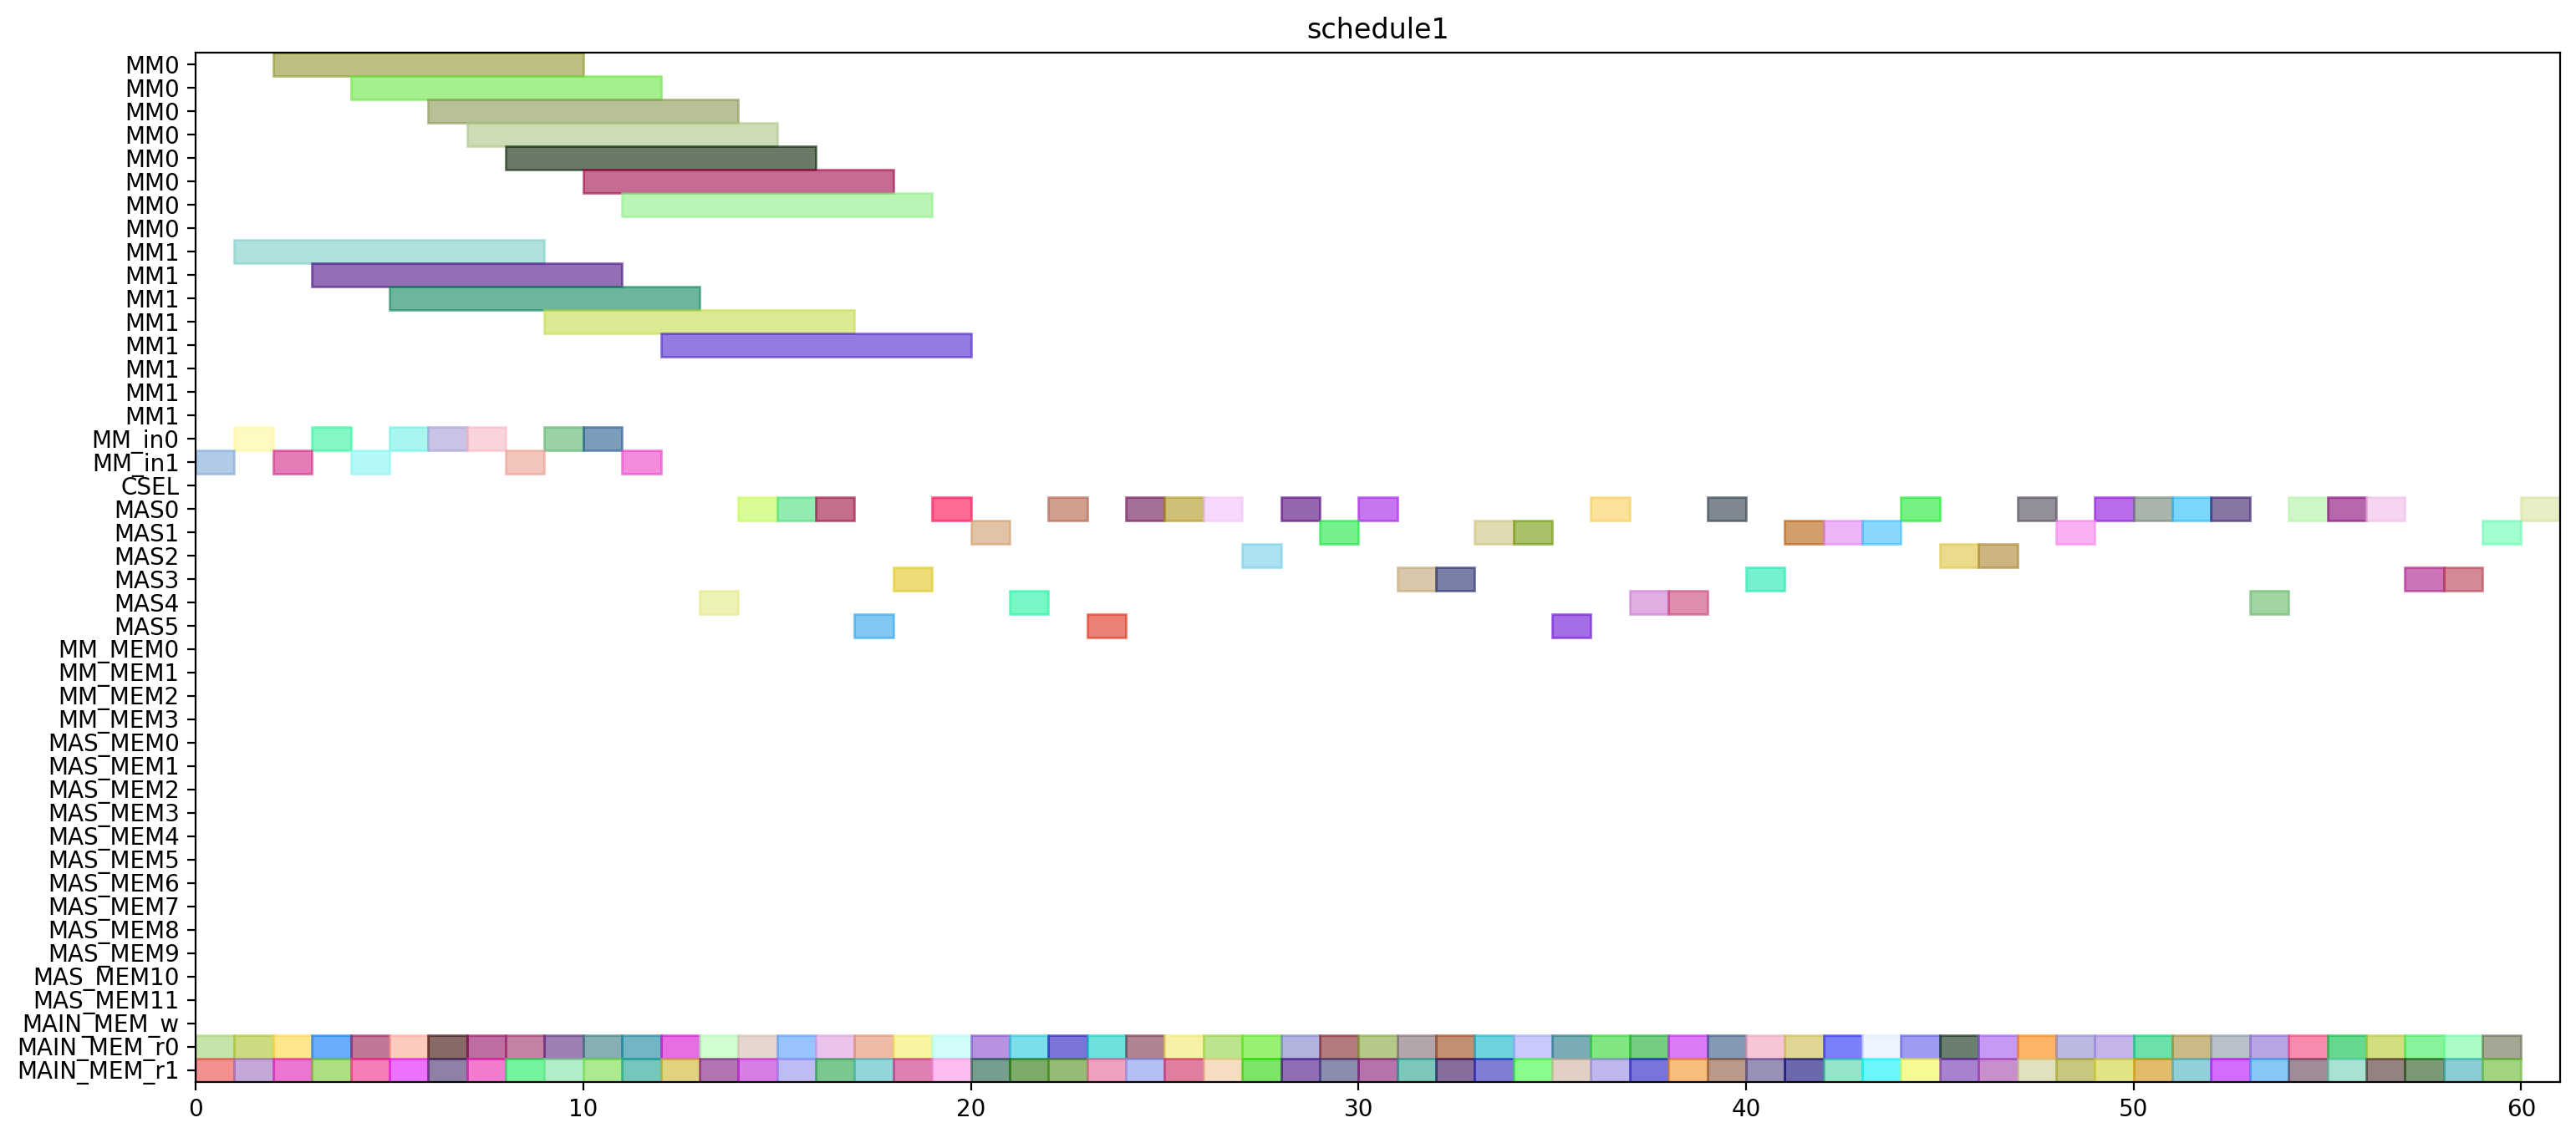 schedule1
MM0
MM0
MM0
MM0
MM0
MM0
MM0
MM0
MM1
MM1
MM1
MM1
MM1
MM1
MM1
MM1
MM_in0
MM_in1
CSEL
MAS0
MAS1
MAS2
MAS3
MAS4
MAS5
MM_MEM0
MM_MEM1
MM_MEM2
MM_MEM3
MAS_MEM0
MAS_MEM1
MAS_MEM2
MAS_MEM3
MAS_MEM4
MAS_MEM5
MAS_MEM6
MAS_MEM7
MAS_MEM8
MAS_MEM9
MAS_MEM10
MAS_MEM11
MAIN_MEM_w
MAIN_MEM_r0
MAIN_MEM_r1
0 10 20 30 40 50 60